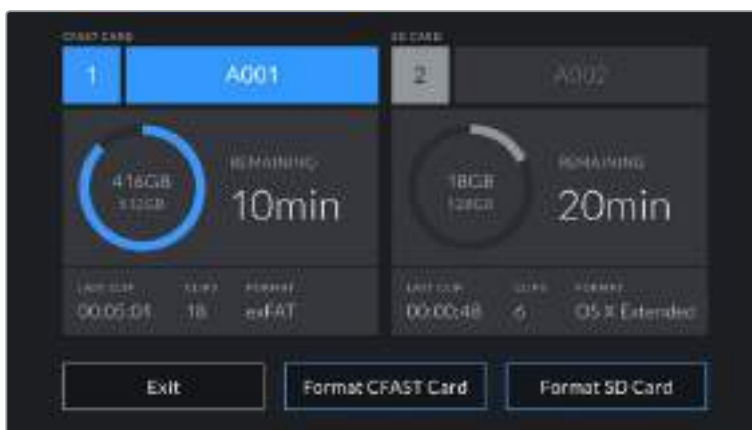 CFAST CARD
1 A001
416GB
512GB
REMAINING
10min
LAST CLIP CLIPS FORMAT
00:05:01 18 exFAT
SD CARD
2 A002
18GB
128GB
REMAINING
20min
LAST CLIP CLIPS FORMAT
00:00:48 6 OS X Extended
Exit Format CFAST Card Format SD Card